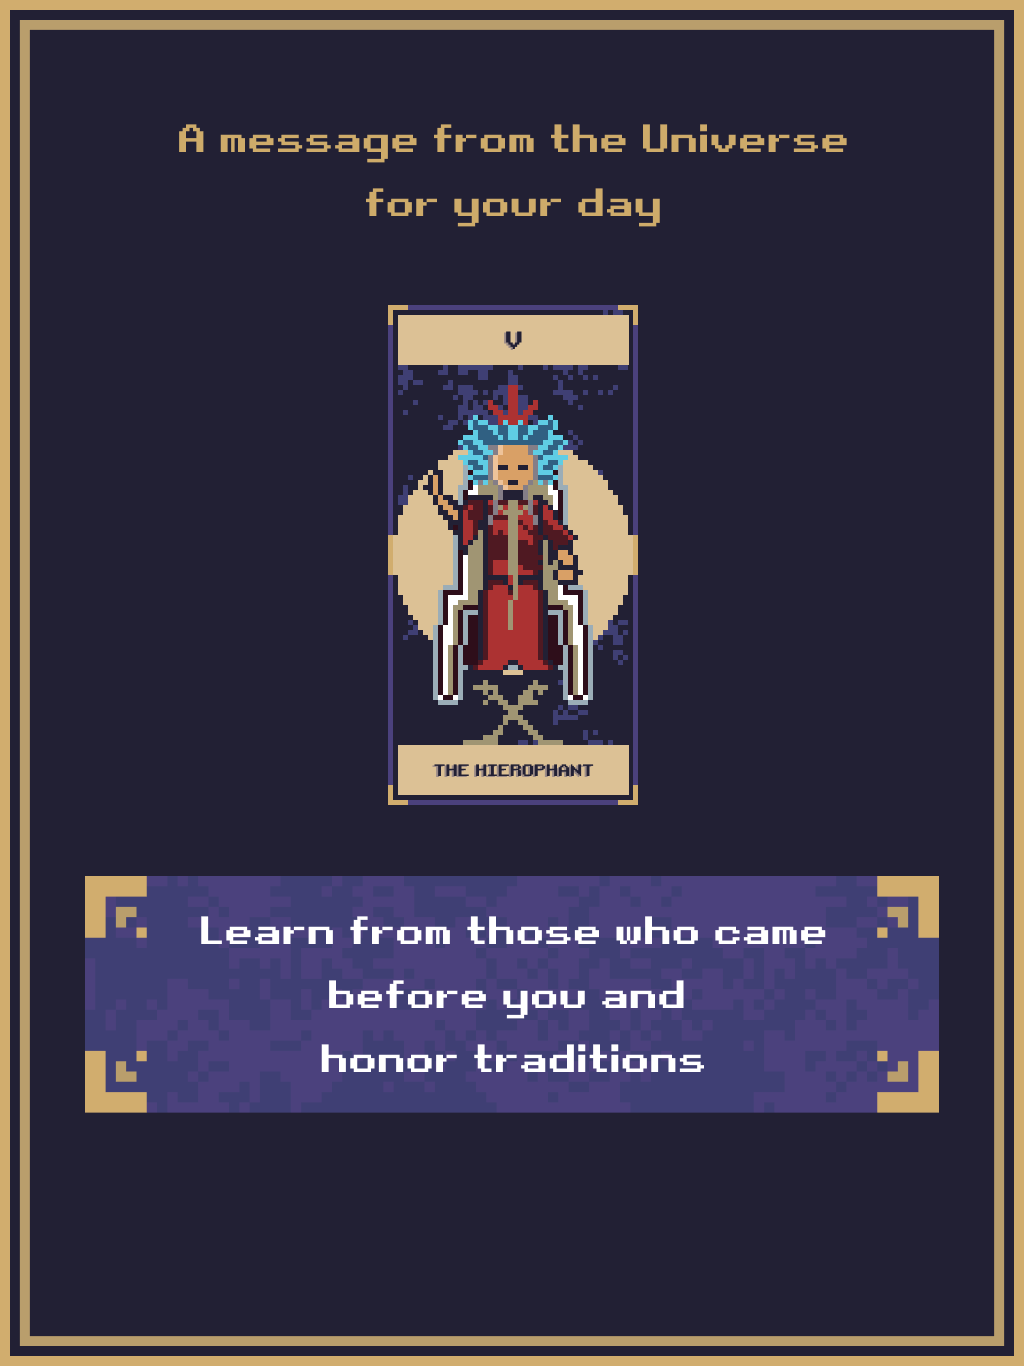 A message from the Universe
for your day
V
THE HIEROPHANT
Learn from those who came
before you and
honor traditions